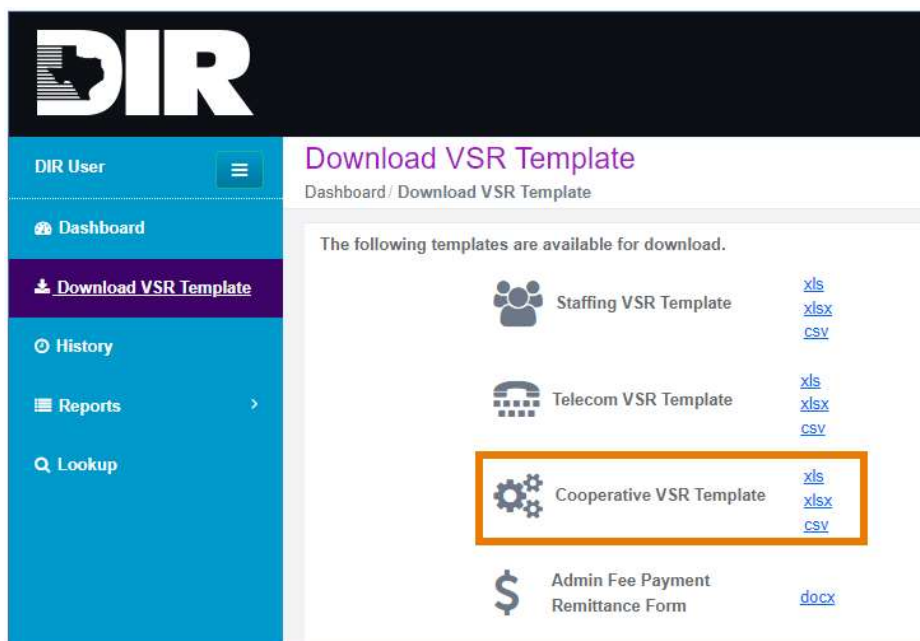 DIR
DIR User
Dashboard
Download VSR Template
History
Reports
Lookup
Download VSR Template
Dashboard / Download VSR Template
The following templates are available for download.
Staffing VSR Template
xls
xlsx
csv
Telecom VSR Template
xls
xlsx
csv
Cooperative VSR Template
xls
xlsx
csv
Admin Fee Payment
Remittance Form
docx